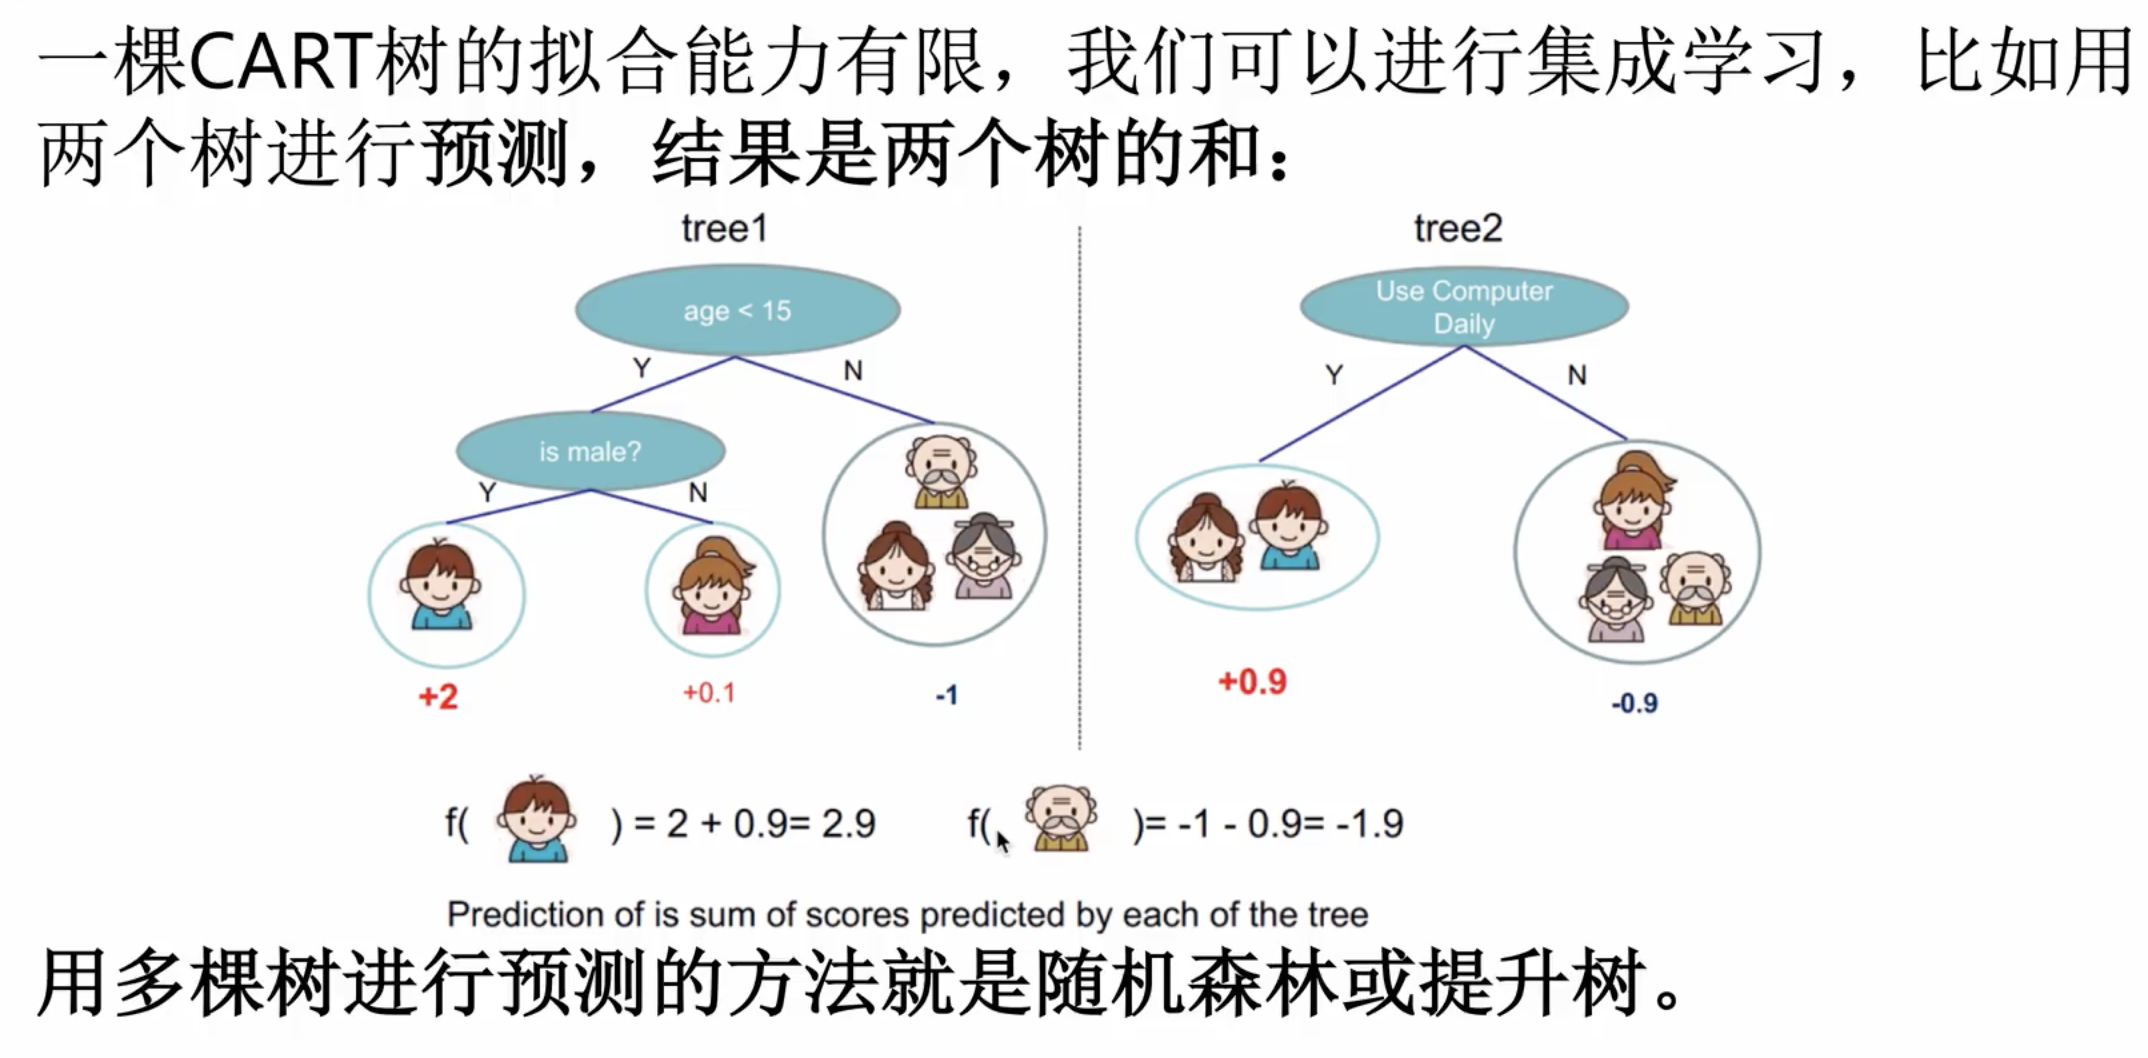 一棵CART树的拟合能力有限，我们可以进行集成学习，比如用
两个树进行预测，结果是两个树的和：
tree1
tree2
age < 15
Use Computer
Daily
Y
N
Y
N
is male?
Y
N
+2
+0.1
-1
+0.9
-0.9
f( ) = 2 + 0.9= 2.9
f( )= -1 - 0.9= -1.9
Prediction of is sum of scores predicted by each of the tree
用多棵树进行预测的方法就是随机森林或提升树。